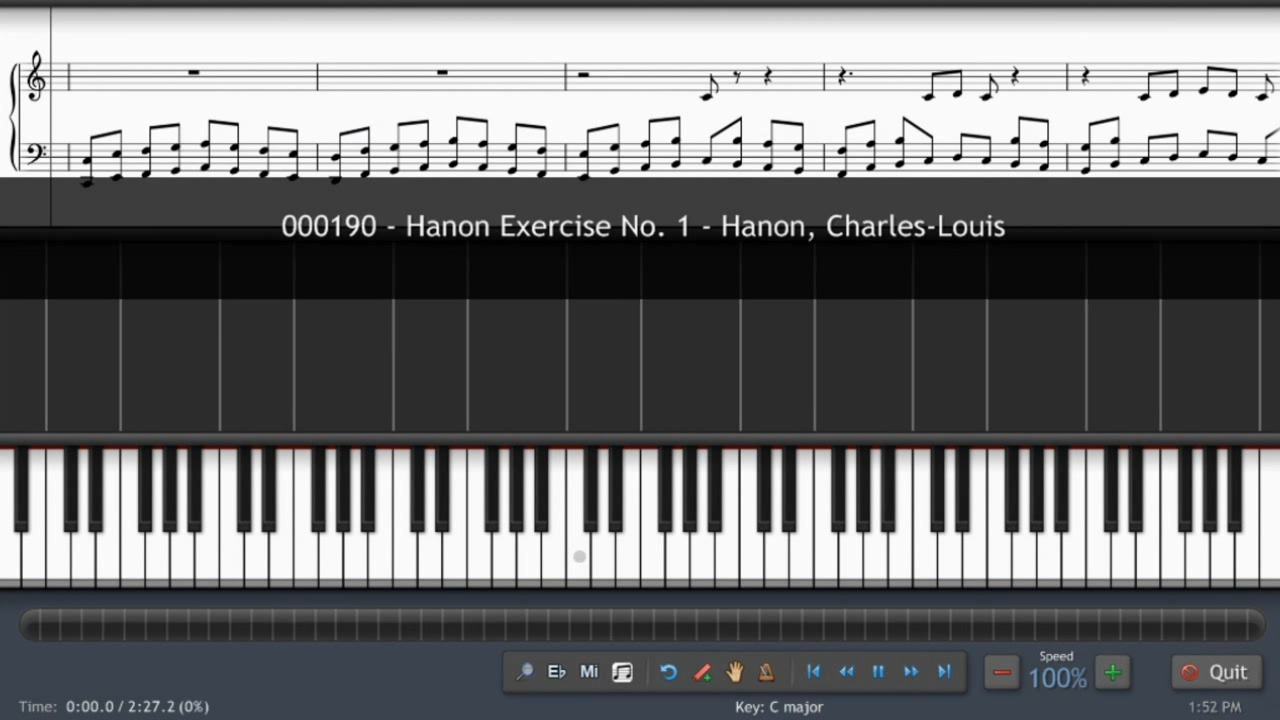 000190 - Hanon Exercise No. 1 - Hanon, Charles-Louis
E♭ Mi
Speed
100%
Quit
Time: 0:00.0 / 2:27.2 (0%)
Key: C major
1:52 PM